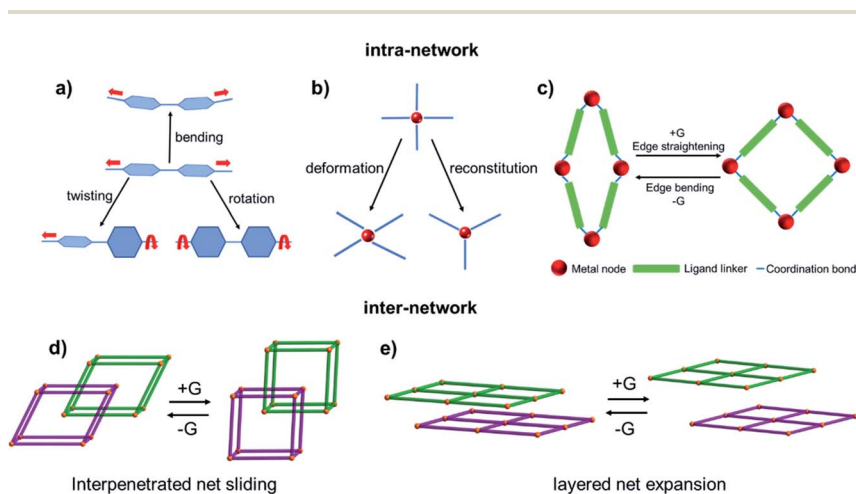 intra-network
a)
bending
twisting
rotation
b)
deformation
reconstitution
c)
+G
Edge straightening
Edge bending
-G
Metal node
Ligand linker
Coordination bond
inter-network
d)
+G
-G
Interpenetrated net sliding
e)
+G
-G
layered net expansion